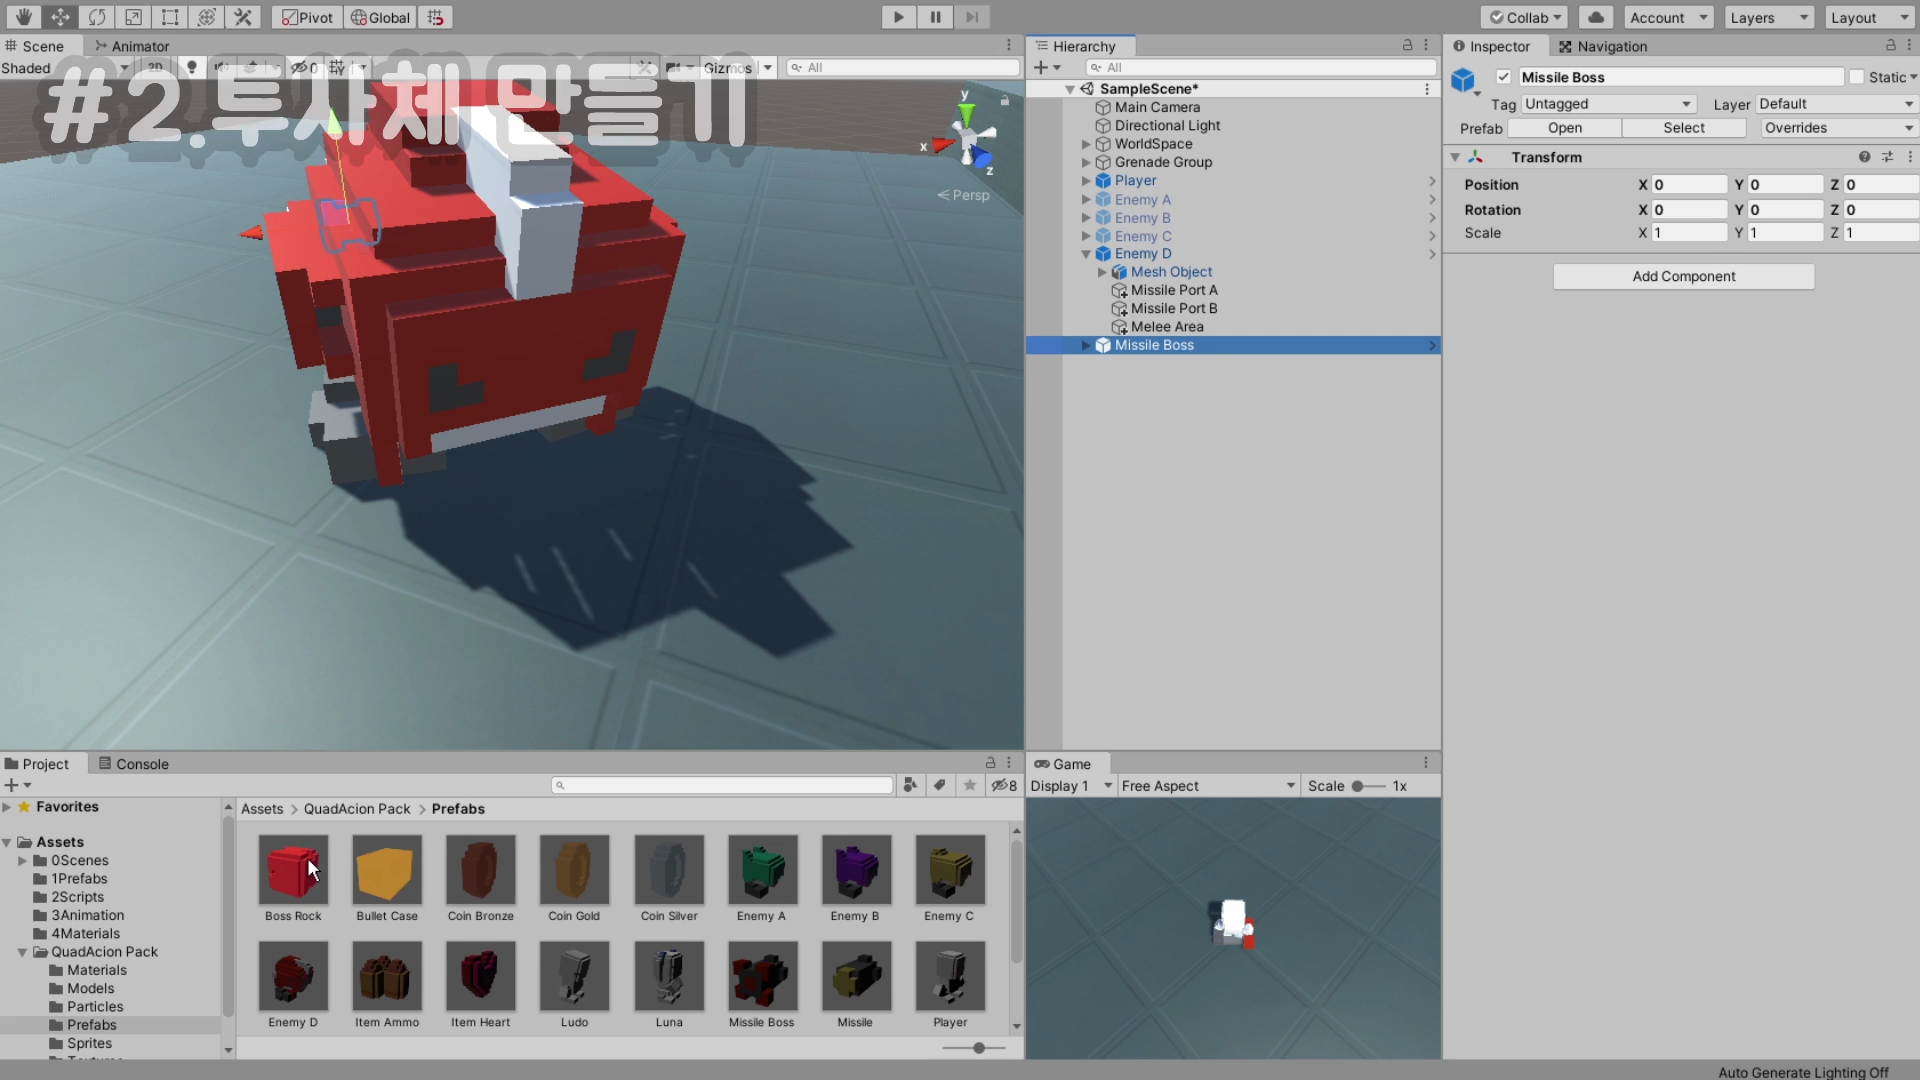 Pivot
Global
Collab
Account
Layers
Layout
Scene
Animator
Hierarchy
Inspector
Navigation
Shaded
2D
0
Gizmos
All
#2.투사체 만들기
y
x
z
Persp
All
SampleScene*
Main Camera
Directional Light
WorldSpace
Grenade Group
Player
Enemy A
Enemy B
Enemy C
Enemy D
Mesh Object
Missile Port A
Missile Port B
Melee Area
Missile Boss
Missile Boss
Static
Tag Untagged
Layer Default
Prefab Open Select Overrides
Transform
Position X 0 Y 0 Z 0
Rotation X 0 Y 0 Z 0
Scale X 1 Y 1 Z 1
Add Component
Project
Console
8
Favorites
Assets
0Scenes
1Prefabs
2Scripts
3Animation
4Materials
QuadAcion Pack
Materials
Models
Particles
Prefabs
Sprites
Assets > QuadAcion Pack > Prefabs
Boss Rock
Bullet Case
Coin Bronze
Coin Gold
Coin Silver
Enemy A
Enemy B
Enemy C
Enemy D
Item Ammo
Item Heart
Ludo
Luna
Missile Boss
Missile
Player
Game
Display 1
Free Aspect
Scale
1x
Auto Generate Lighting Off